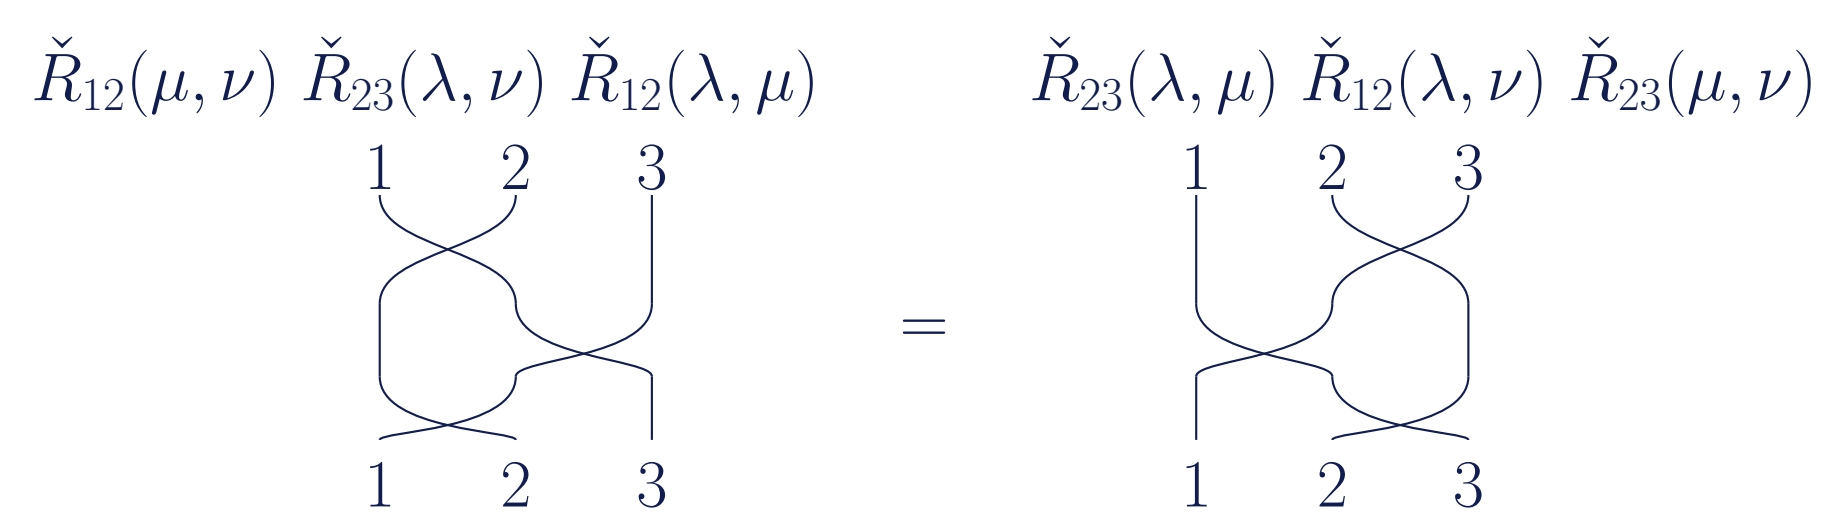 Ř₁₂(μ, ν) Ř₂₃(λ, ν) Ř₁₂(λ, μ) Ř₂₃(λ, μ) Ř₁₂(λ, ν) Ř₂₃(μ, ν)
1 2 3 1 2 3
=
1 2 3 1 2 3